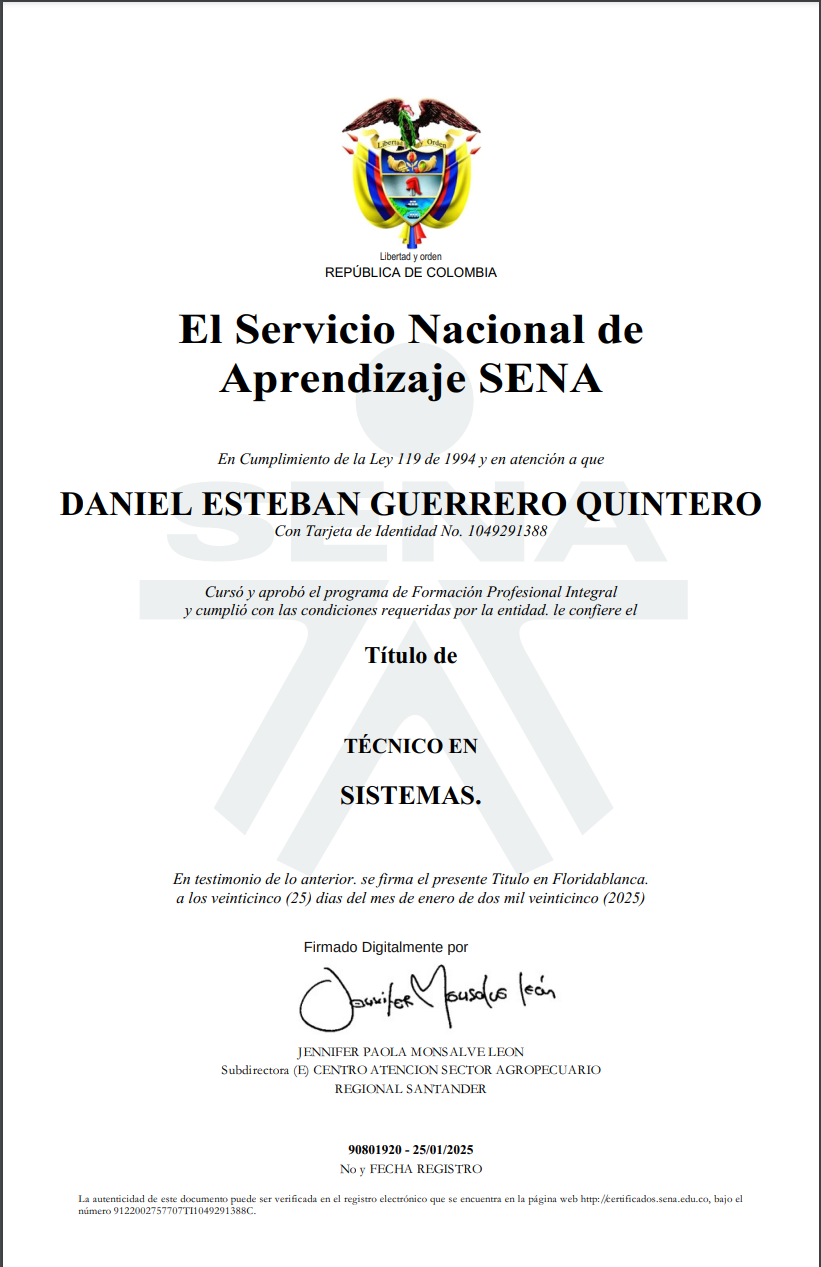 Libertad y Orden
Libertad y orden
REPÚBLICA DE COLOMBIA
El Servicio Nacional de
Aprendizaje SENA
En Cumplimiento de la Ley 119 de 1994 y en atención a que
SENA
DANIEL ESTEBAN GUERRERO QUINTERO
Con Tarjeta de Identidad No. 1049291388
Cursó y aprobó el programa de Formación Profesional Integral
y cumplió con las condiciones requeridas por la entidad. le confiere el
Título de
TÉCNICO EN
SISTEMAS.
En testimonio de lo anterior. se firma el presente Titulo en Floridablanca.
a los veinticinco (25) dias del mes de enero de dos mil veinticinco (2025)
Firmado Digitalmente por
Jennifer Monsalve León
JENNIFER PAOLA MONSALVE LEON
Subdirectora (E) CENTRO ATENCION SECTOR AGROPECUARIO
REGIONAL SANTANDER
90801920 - 25/01/2025
No y FECHA REGISTRO
La autenticidad de este documento puede ser verificada en el registro electrónico que se encuentra en la página web http://certificados.sena.edu.co, bajo el
número 9122002757707TI1049291388C.